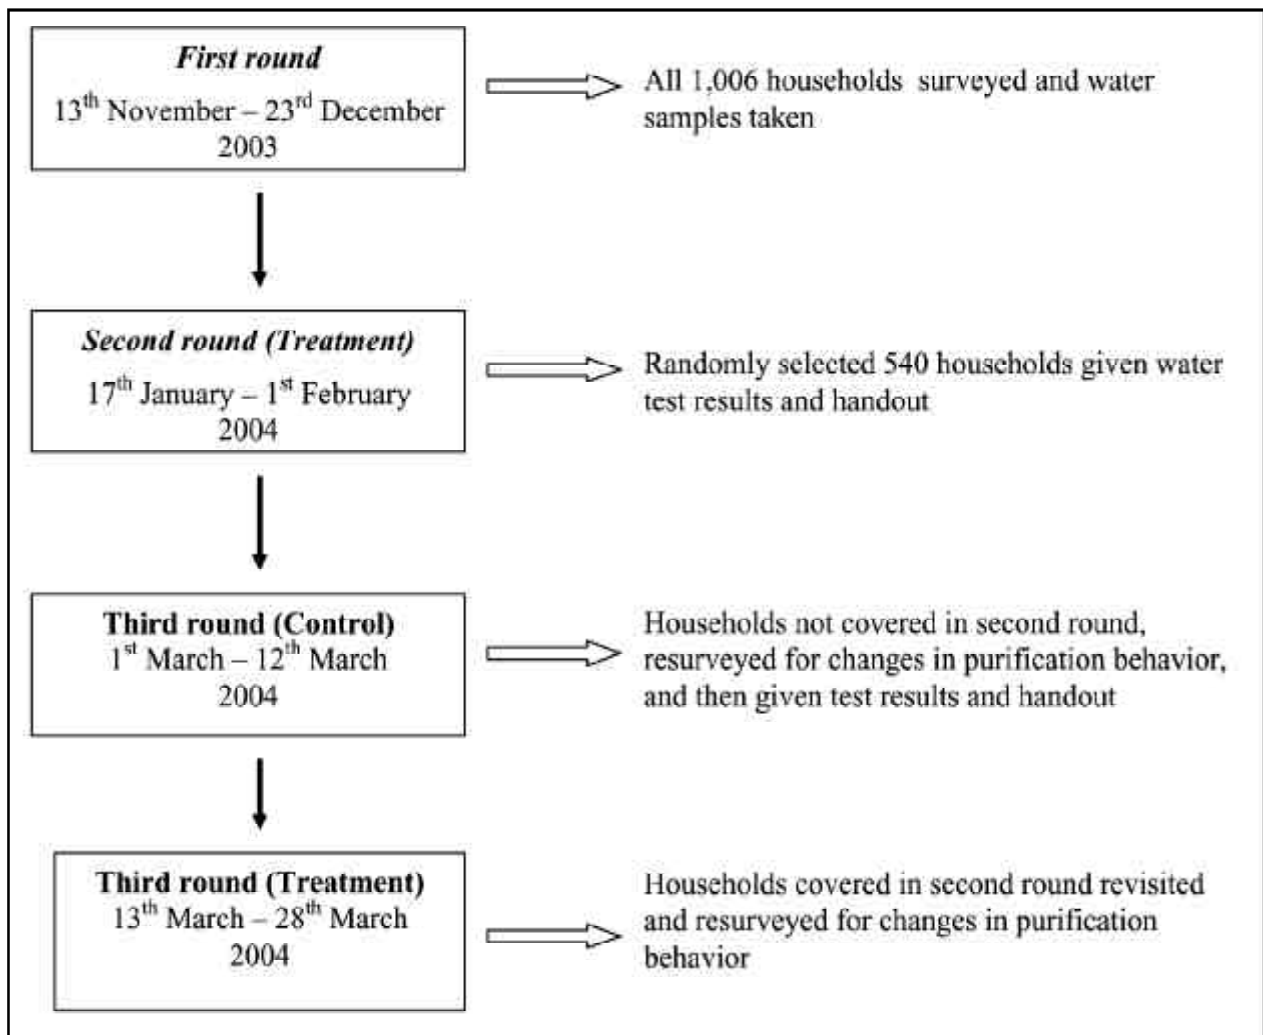 First round
13th November – 23rd December
2003
All 1,006 households surveyed and water
samples taken
Second round (Treatment)
17th January – 1st February
2004
Randomly selected 540 households given water
test results and handout
Third round (Control)
1st March – 12th March
2004
Households not covered in second round,
resurveyed for changes in purification behavior,
and then given test results and handout
Third round (Treatment)
13th March – 28th March
2004
Households covered in second round revisited
and resurveyed for changes in purification
behavior